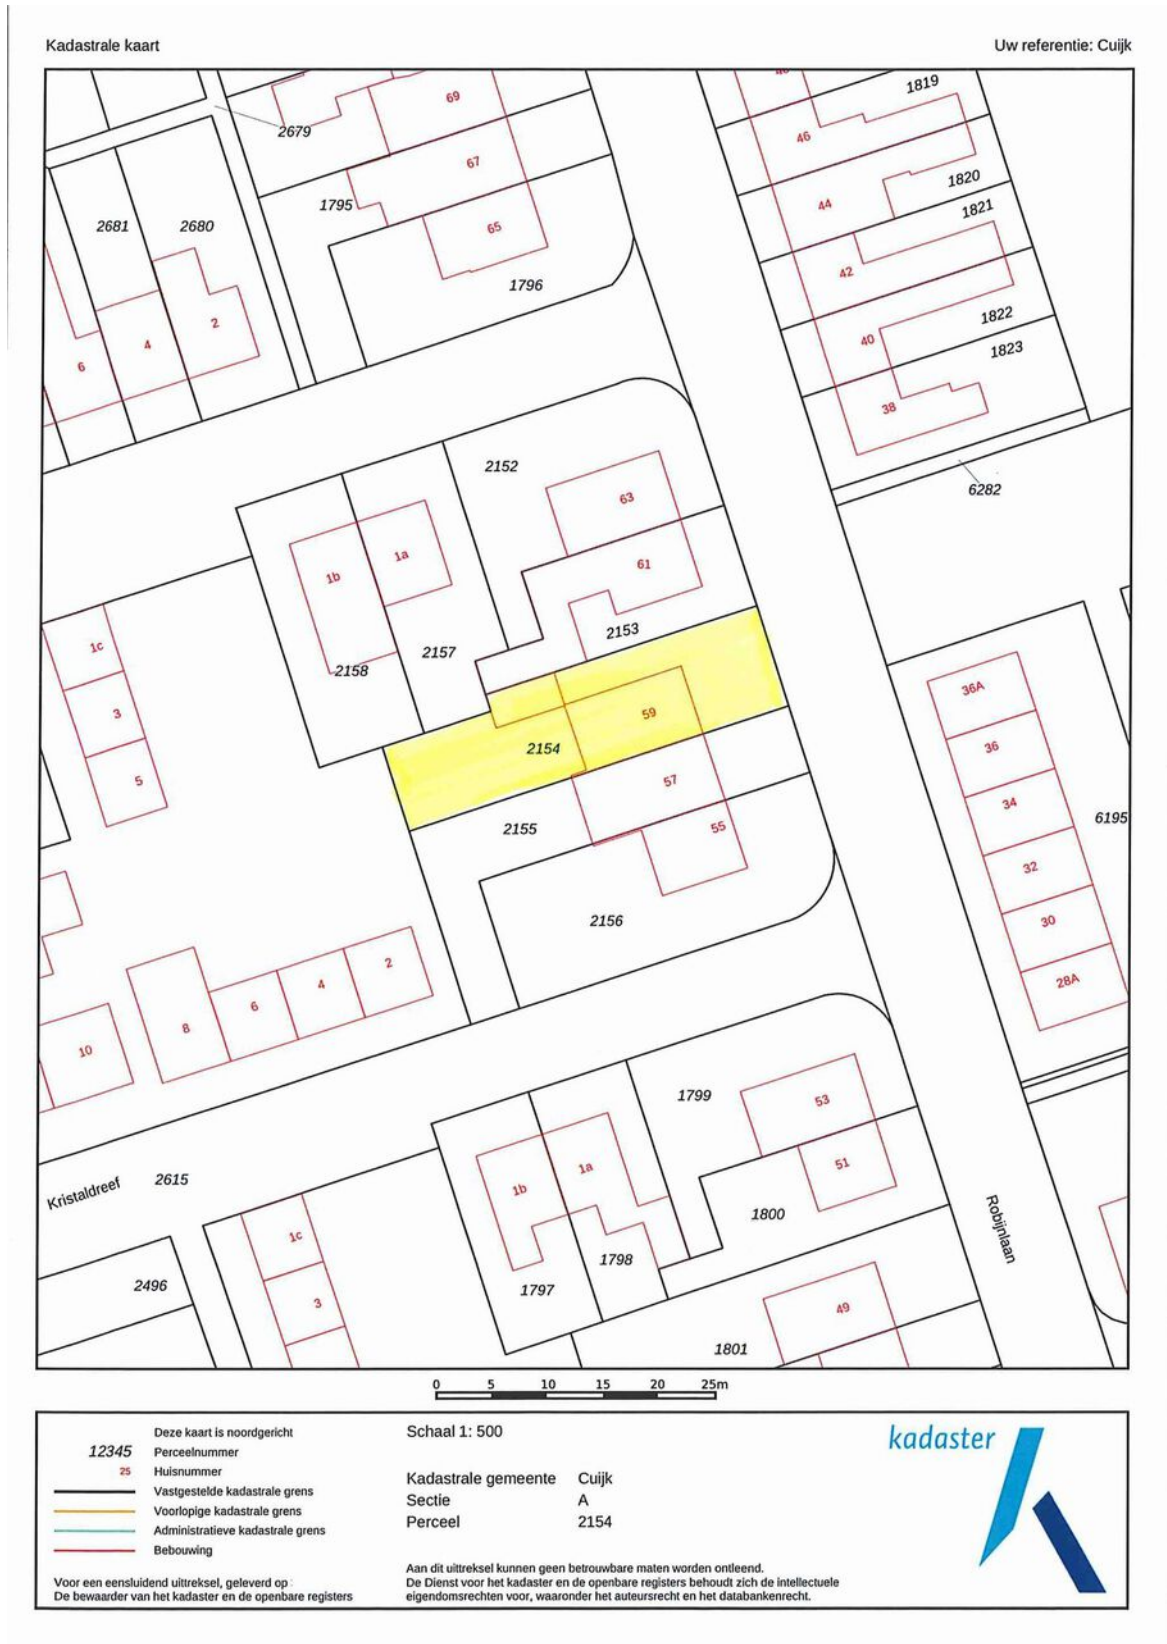 Kadastrale kaart
Uw referentie: Cuijk
69
1819
2679
46
67
1795
44
1820
2681
2680
1821
65
42
1796
2
1822
4
40
1823
6
38
2152
6282
63
1a
61
1b
2153
1c
2157
2158
36A
3
59
36
2154
5
57
34
2155
55
6195
32
2156
30
2
28A
4
6
8
10
1799
53
51
1a
2615
1b
Kristaldreef
1800
Robijnlaan
1c
1798
2496
1797
3
49
1801
0 5 10 15 20 25m
Deze kaart is noordgericht
12345 Perceelnummer
25 Huisnummer
Vastgestelde kadastrale grens
Voorlopige kadastrale grens
Administratieve kadastrale grens
Bebouwing
Voor een eensluidend uittreksel, geleverd op :
De bewaarder van het kadaster en de openbare registers
Schaal 1: 500
Kadastrale gemeente Cuijk
Sectie A
Perceel 2154
Aan dit uittreksel kunnen geen betrouwbare maten worden ontleend.
De Dienst voor het kadaster en de openbare registers behoudt zich de intellectuele
eigendomsrechten voor, waaronder het auteursrecht en het databankenrecht.
kadaster